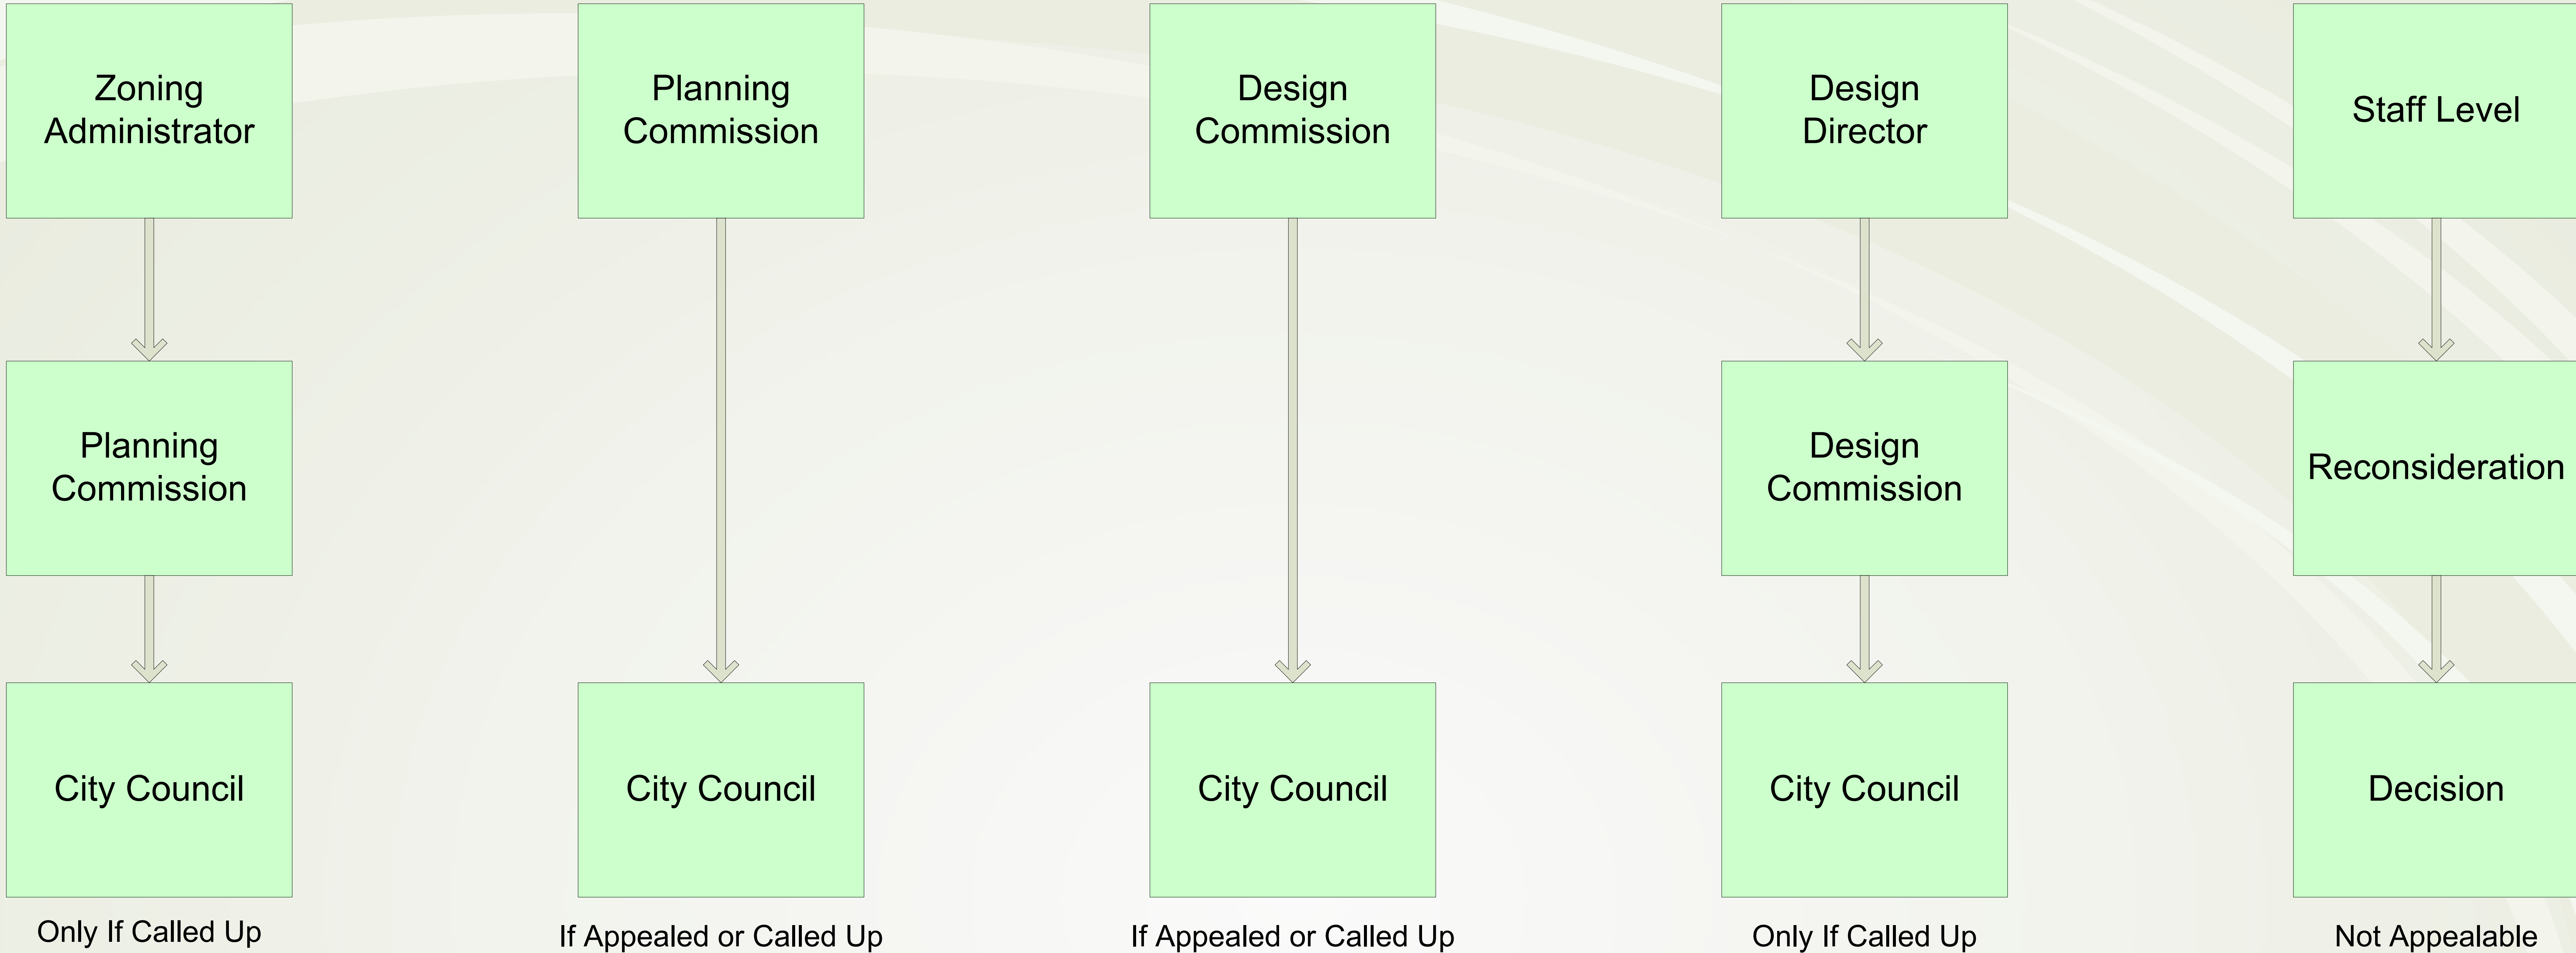 Zoning
Administrator
Planning
Commission
City Council
Only If Called Up
Planning
Commission
City Council
If Appealed or Called Up
Design
Commission
City Council
If Appealed or Called Up
Design
Director
Design
Commission
City Council
Only If Called Up
Staff Level
Reconsideration
Decision
Not Appealable